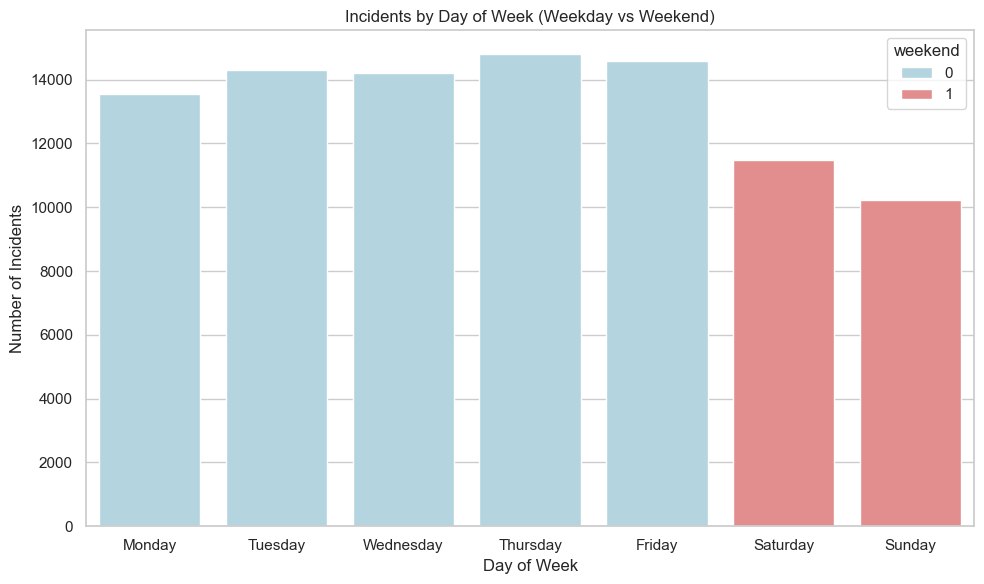 Incidents by Day of Week (Weekday vs Weekend)
weekend
0
1
Number of Incidents
14000
12000
10000
8000
6000
4000
2000
0
Monday Tuesday Wednesday Thursday Friday Saturday Sunday
Day of Week